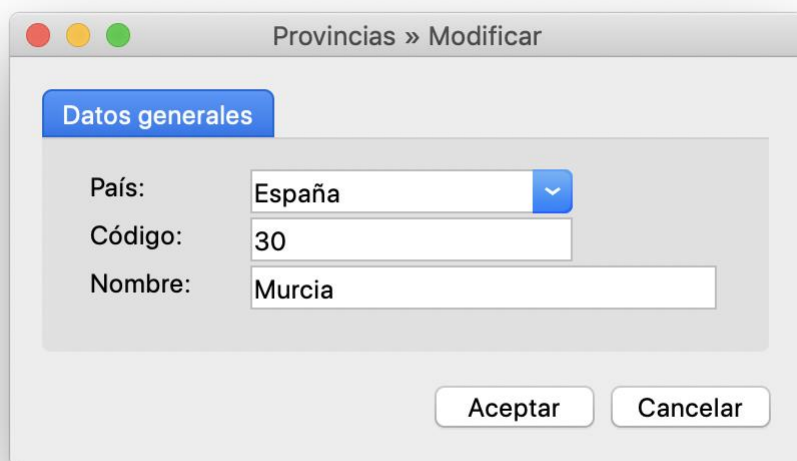 Provincias » Modificar
Datos generales
País: España
Código: 30
Nombre: Murcia
Aceptar Cancelar